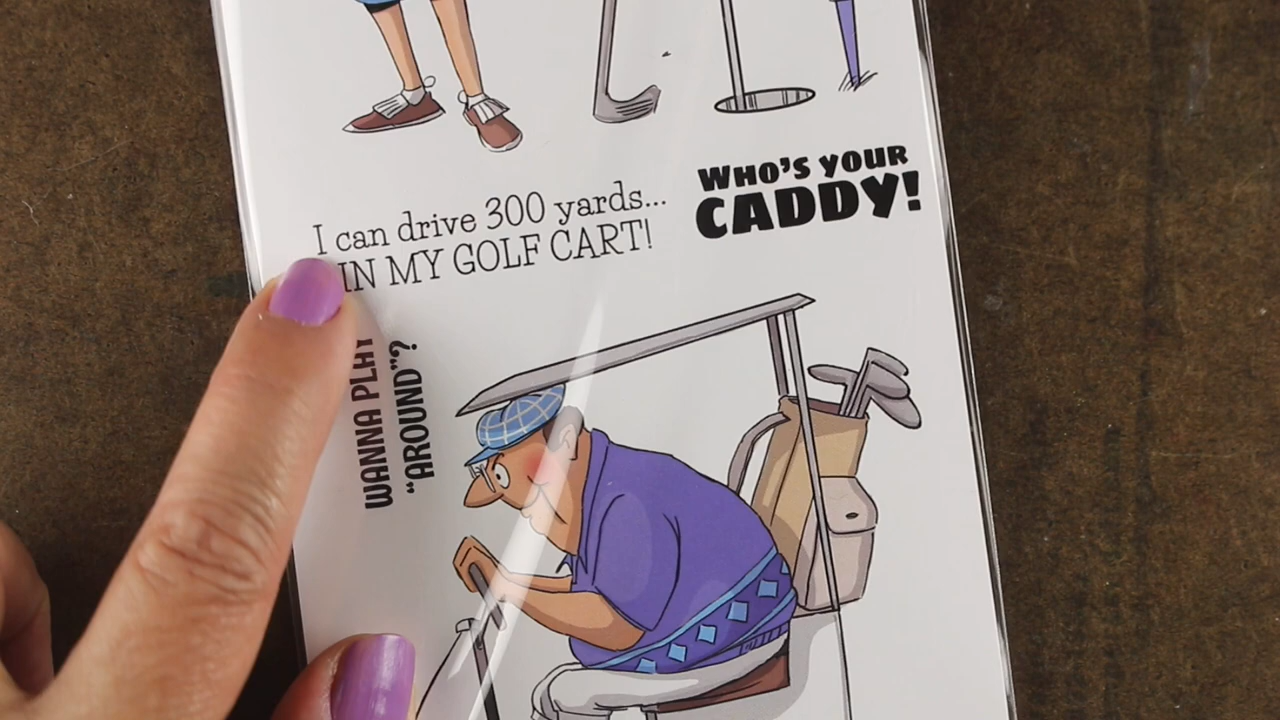 I can drive 300 yards...
IN MY GOLF CART!
WHO'S YOUR
CADDY!
WANNA PLAY
"AROUND"?